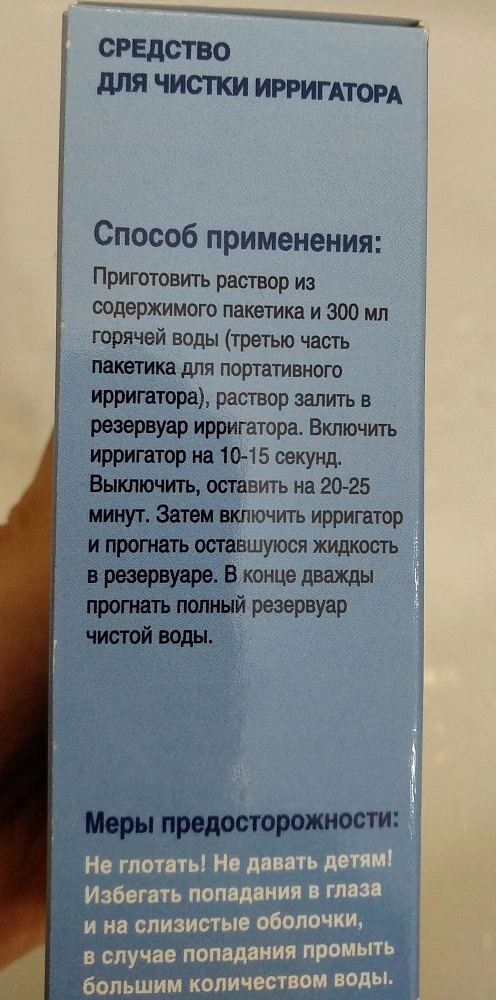 СРЕДСТВО
ДЛЯ ЧИСТКИ ИРРИГАТОРА
Способ применения:
Приготовить раствор из
содержимого пакетика и 300 мл
горячей воды (третью часть
пакетика для портативного
ирригатора), раствор залить в
резервуар ирригатора. Включить
ирригатор на 10-15 секунд.
Выключить, оставить на 20-25
минут. Затем включить ирригатор
и прогнать оставшуюся жидкость
в резервуаре. В конце дважды
прогнать полный резервуар
чистой воды.
Меры предосторожности:
Не глотать! Не давать детям!
Избегать попадания в глаза
и на слизистые оболочки,
в случае попадания промыть
большим количеством воды.